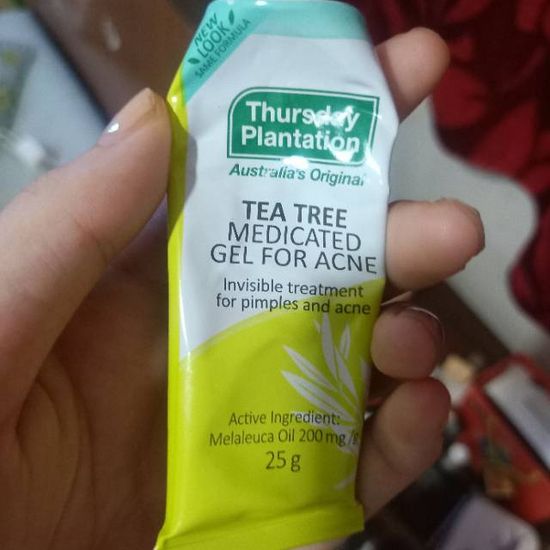 NEW
LOOK
SAME FORMULA
Thursday
Plantation
Australia's Original
TEA TREE
MEDICATED
GEL FOR ACNE
Invisible treatment
for pimples and acne
Active Ingredient:
Melaleuca Oil 200 mg /g
25 g